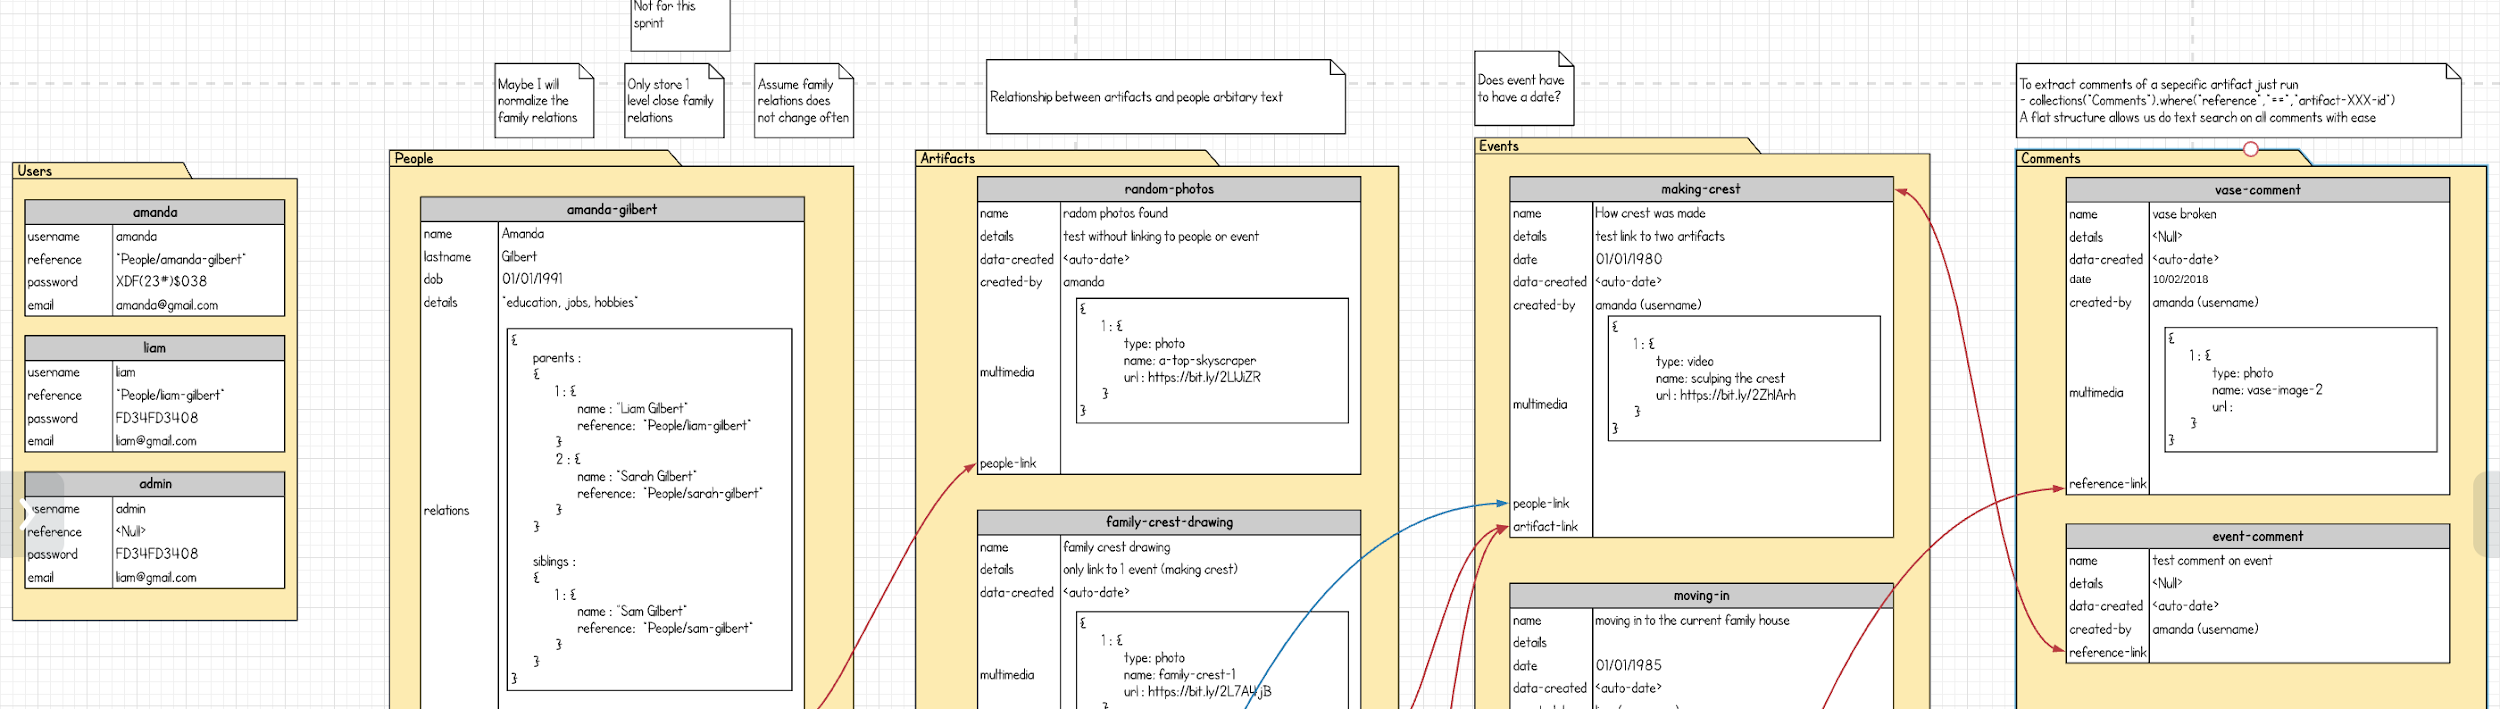 Not for this
sprint
Maybe I will
normalize the
family relations
Only store 1
level close family
relations
Assume family
relations does
not change often
Relationship between artifacts and people arbitary text
Does event have
to have a date?
To extract comments of a sepecific artifact just run
- collections("Comments").where("reference","==","artifact-XXX-id")
A flat structure allows us do text search on all comments with ease
Users
amanda
username amanda
reference "People/amanda-gilbert"
password XDF(23#)$038
email amanda@gmail.com
liam
username liam
reference "People/liam-gilbert"
password FD34FD3408
email liam@gmail.com
admin
username admin
reference <Null>
password FD34FD3408
email liam@gmail.com
People
amanda-gilbert
name Amanda
lastname Gilbert
dob 01/01/1991
details "education, jobs, hobbies"
relations
{
parents :
{
1 : {
name : "Liam Gilbert"
reference: "People/liam-gilbert"
}
2 : {
name : "Sarah Gilbert"
reference: "People/sarah-gilbert"
}
}
siblings :
{
1 : {
name : "Sam Gilbert"
reference: "People/sam-gilbert"
}
}
}
Artifacts
random-photos
name radom photos found
details test without linking to people or event
data-created <auto-date>
created-by amanda
multimedia
{
1 : {
type: photo
name: a-top-skyscraper
}
}
people-link
family-crest-drawing
name family crest drawing
details only link to 1 event (making crest)
data-created <auto-date>
multimedia
{
1 : {
type: photo
name: family-crest-1
Events
making-crest
name How crest was made
details test link to two artifacts
date 01/01/1980
data-created <auto-date>
created-by amanda (username)
multimedia
{
1 : {
type: video
name: sculping the crest
url : https://bit.ly/2ZhlArh
}
}
people-link
artifact-link
moving-in
name moving in to the current family house
details
date 01/01/1985
data-created <auto-date>
Comments
vase-comment
name vase broken
details <Null>
data-created <auto-date>
date 10/02/2018
created-by amanda (username)
multimedia
{
1 : {
type: photo
name: vase-image-2
url :
}
}
reference-link
event-comment
name test comment on event
details <Null>
data-created <auto-date>
created-by amanda (username)
reference-link